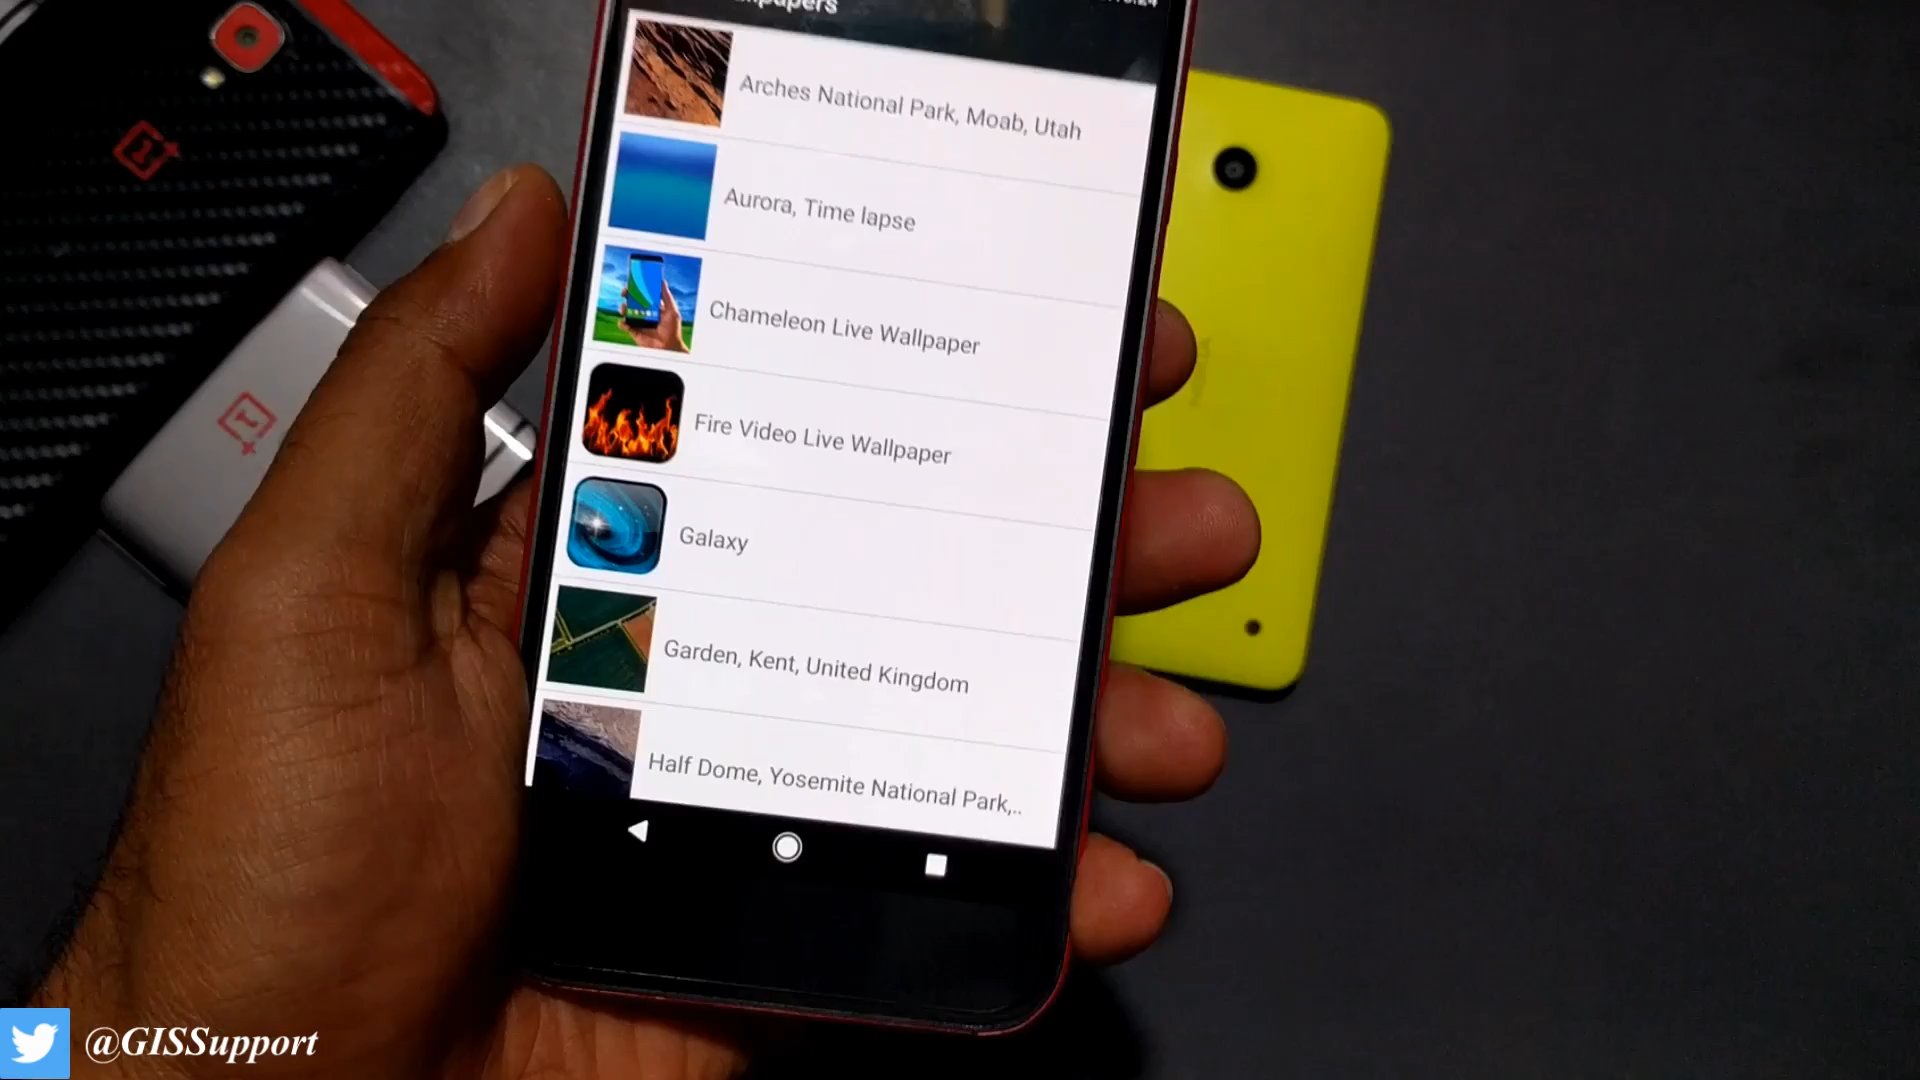 Arches National Park, Moab, Utah
Aurora, Time lapse
Chameleon Live Wallpaper
Fire Video Live Wallpaper
Galaxy
Garden, Kent, United Kingdom
Half Dome, Yosemite National Park,..
@GISSupport